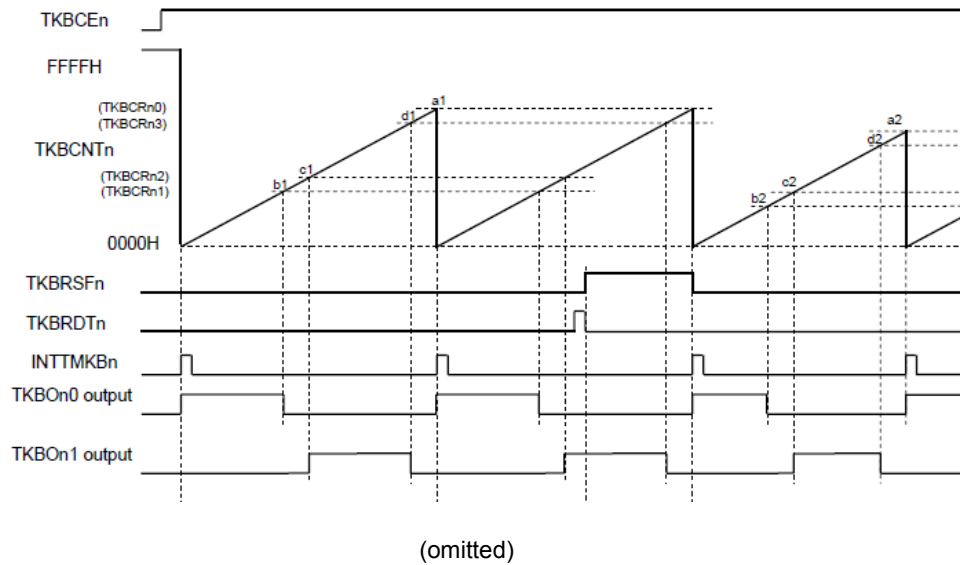 TKBCEn
FFFFH
(TKBCRn0)
a1
(TKBCRn3)
d1
a2
TKBCNTn
d2
(TKBCRn2)
c1
(TKBCRn1)
b1
c2
b2
0000H
TKBRSFn
TKBRDTn
INTTMKBn
TKBOn0 output
TKBOn1 output
(omitted)